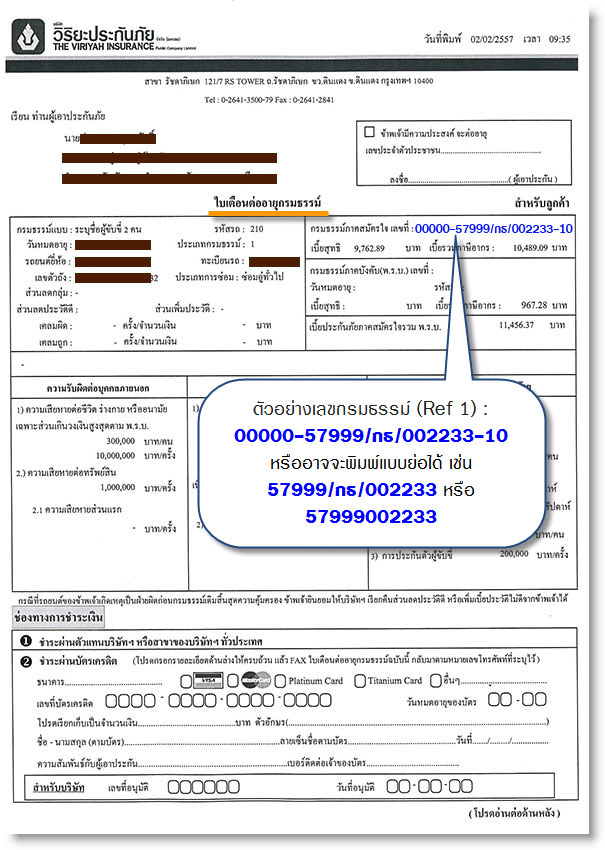 บริษัท
วิริยะประกันภัย จำกัด (มหาชน)
THE VIRIYAH INSURANCE Public Company Limited
วันที่พิมพ์ 02/02/2557 เวลา 09:35
สาขา รัชดาภิเษก 121/7 RS TOWER ถ.รัชดาภิเษก ขว.ดินแดง ข.ดินแดง กรุงเทพฯ 10400
Tel : 0-2641-3500-79 Fax : 0-2641-2841
เรียน ท่านผู้เอาประกันภัย
นาย
ข้าพเจ้ามีความประสงค์ จะต่ออายุ
เลขประจำตัวประชาชน
ลงชื่อ (ผู้เอาประกัน)
ใบเตือนต่ออายุกรมธรรม์ สำหรับลูกค้า
กรมธรรม์แบบ : ระบุชื่อผู้ขับขี่ 2 คน รหัสรถ : 210
วันหมดอายุ : ประเภทกรมธรรม์ : 1
รถยนต์ยี่ห้อ : ทะเบียนรถ :
เลขตัวถัง : 32 ประเภทการซ่อม : ซ่อมอู่ทั่วไป
ส่วนลดกลุ่ม : -
ส่วนลดประวัติดี : ส่วนเพิ่มประวัติ : -
เคลมผิด : - ครั้ง/จำนวนเงิน - บาท
เคลมถูก : - ครั้ง/จำนวนเงิน - บาท
กรมธรรม์ภาคสมัครใจ เลขที่ : 00000-57999/กธ/002233-10
เบี้ยสุทธิ 9,762.89 บาท เบี้ยรวมภาษีอากร : 10,489.09 บาท
กรมธรรม์ภาคบังคับ(พ.ร.บ.) เลขที่ :
วันหมดอายุ : รหัส
เบี้ยสุทธิ : บาท ษีอากร : 967.28 บาท
เบี้ยประกันภัยภาคสมัครใจรวม พ.ร.บ. 11,456.37 บาท
-
ความรับผิดต่อบุคคลภายนอก
1) ความเสียหายต่อชีวิต ร่างกาย หรืออนามัย
เฉพาะส่วนเกินวงเงินสูงสุดตาม พ.ร.บ.
300,000 บาท/คน
10,000,000 บาท/ครั้ง
2.) ความเสียหายต่อทรัพย์สิน
1,000,000 บาท/ครั้ง
2.1 ความเสียหายส่วนแรก
- บาท/ครั้ง
ตัวอย่างเลขกรมธรรม์ (Ref 1) :
00000-57999/กธ/002233-10
หรืออาจจะพิมพ์แบบย่อได้ เช่น
57999/กธ/002233 หรือ
57999002233
บาท/คน
3) การประกันตัวผู้ขับขี่ 200,000 บาท/ครั้ง
กรณีที่รถยนต์ของข้าพเจ้าเกิดเหตุเป็นฝ่ายผิดก่อนกรมธรรม์เดิมสิ้นสุดความคุ้มครอง ข้าพเจ้ายินยอมให้บริษัทฯ เรียกคืนส่วนลดประวัติดี หรือเพิ่มเบี้ยประวัติไม่ดีจากข้าพเจ้าได้
ช่องทางการชำระเงิน
1 ชำระผ่านตัวแทนบริษัทฯ หรือสาขาของบริษัทฯ ทั่วประเทศ
2 ชำระผ่านบัตรเครดิต (โปรดกรอกรายละเอียดด้านล่างให้ครบถ้วน แล้ว FAX ใบเตือนต่ออายุกรมธรรม์ฉบับนี้ กลับมาตามหมายเลขโทรศัพท์ที่ระบุไว้)
ธนาคาร VISA MasterCard Platinum Card Titanium Card อื่นๆ
เลขที่บัตรเครดิต - - - วันหมดอายุของบัตร -
โปรดเรียกเก็บเป็นจำนวนเงิน บาท ตัวอักษร( )
ชื่อ - นามสกุล (ตามบัตร) ลายเซ็นชื่อตามบัตร วันที่ / /
ความสัมพันธ์กับผู้เอาประกัน เบอร์ติดต่อเจ้าของบัตร
สำหรับบริษัท เลขที่อนุมัติ วันที่อนุมัติ - -
(โปรดอ่านต่อด้านหลัง)